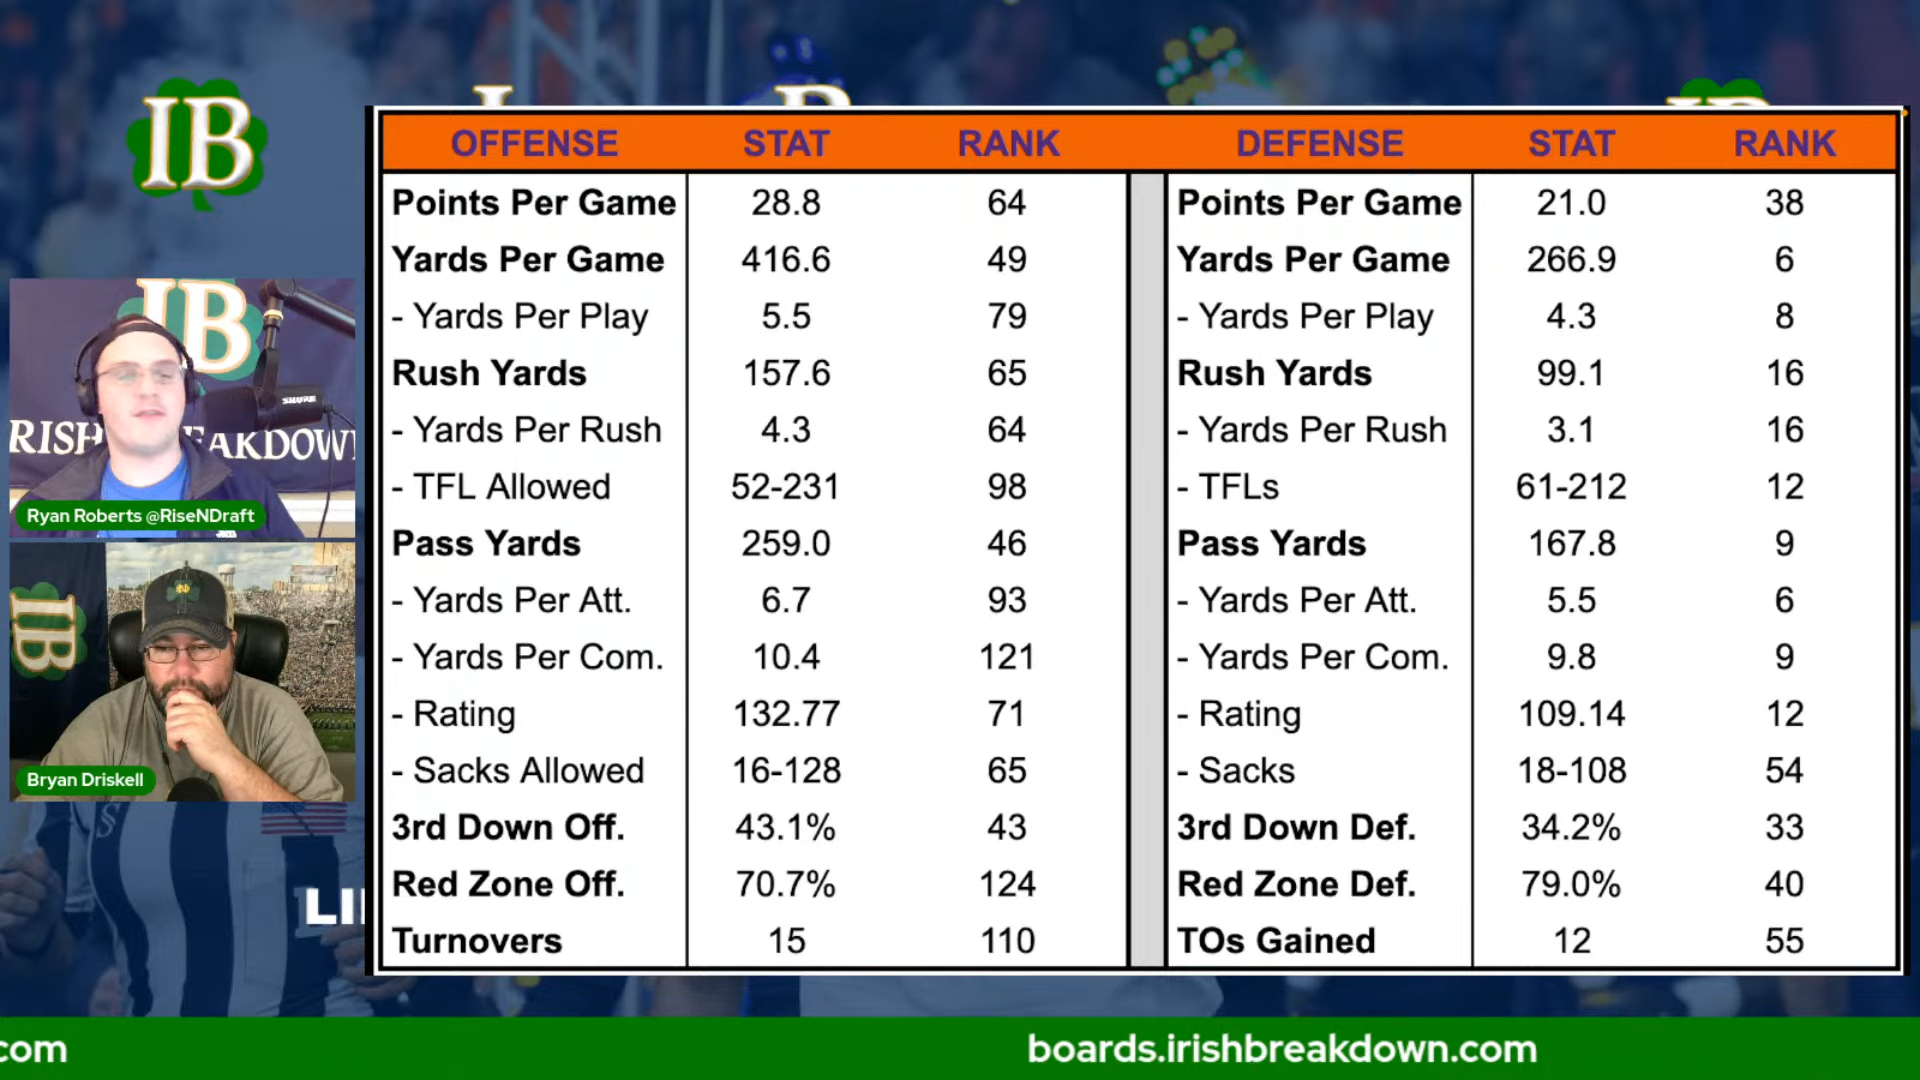 IB
IB
RISH EAKDOWN
SHURE
Ryan Roberts @RiseNDraft
IB
Bryan Driskell
OFFENSE STAT RANK DEFENSE STAT RANK
Points Per Game 28.8 64 Points Per Game 21.0 38
Yards Per Game 416.6 49 Yards Per Game 266.9 6
- Yards Per Play 5.5 79 - Yards Per Play 4.3 8
Rush Yards 157.6 65 Rush Yards 99.1 16
- Yards Per Rush 4.3 64 - Yards Per Rush 3.1 16
- TFL Allowed 52-231 98 - TFLs 61-212 12
Pass Yards 259.0 46 Pass Yards 167.8 9
- Yards Per Att. 6.7 93 - Yards Per Att. 5.5 6
- Yards Per Com. 10.4 121 - Yards Per Com. 9.8 9
- Rating 132.77 71 - Rating 109.14 12
- Sacks Allowed 16-128 65 - Sacks 18-108 54
3rd Down Off. 43.1% 43 3rd Down Def. 34.2% 33
Red Zone Off. 70.7% 124 Red Zone Def. 79.0% 40
Turnovers 15 110 TOs Gained 12 55
LI
com boards.irishbreakdown.com